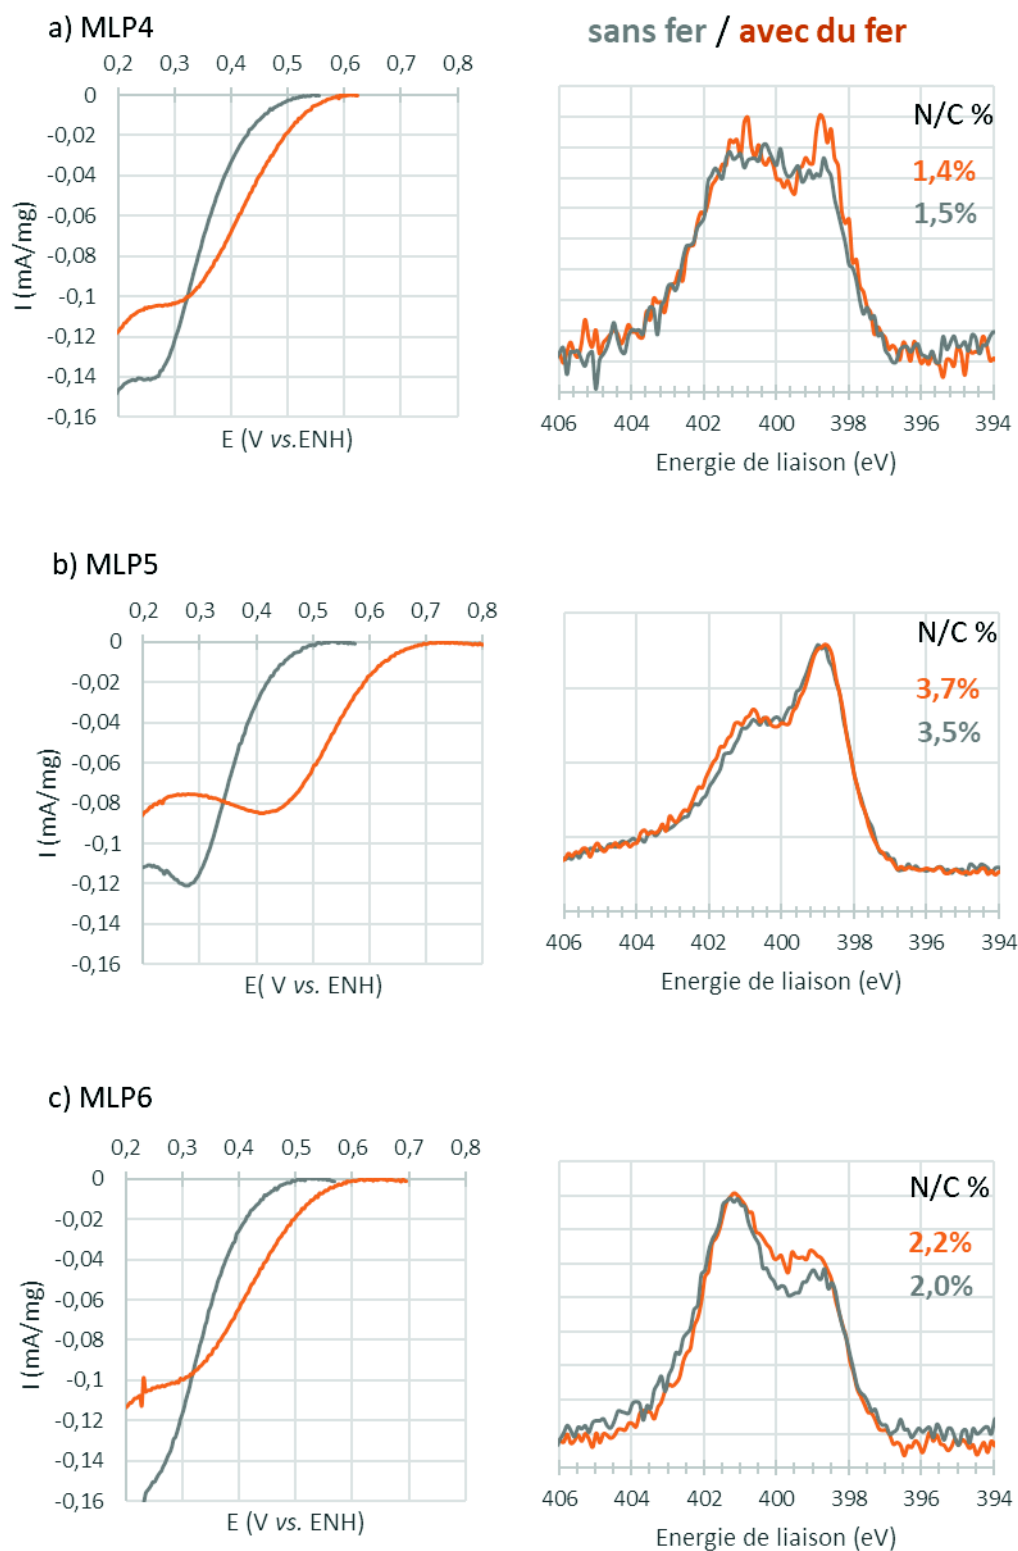 a) MLP4
sans fer / avec du fer
0,2 0,3 0,4 0,5 0,6 0,7 0,8
0
-0,02
-0,04
-0,06
-0,08
-0,1
-0,12
-0,14
-0,16
I (mA/mg)
E (V vs.ENH)
N/C %
1,4%
1,5%
406 404 402 400 398 396 394
Energie de liaison (eV)
b) MLP5
0,2 0,3 0,4 0,5 0,6 0,7 0,8
0
-0,02
-0,04
-0,06
-0,08
-0,1
-0,12
-0,14
-0,16
I (mA/mg)
E( V vs. ENH)
N/C %
3,7%
3,5%
406 404 402 400 398 396 394
Energie de liaison (eV)
c) MLP6
0,2 0,3 0,4 0,5 0,6 0,7 0,8
0
-0,02
-0,04
-0,06
-0,08
-0,1
-0,12
-0,14
-0,16
I (mA/mg)
E (V vs. ENH)
N/C %
2,2%
2,0%
406 404 402 400 398 396 394
Energie de liaison (eV)